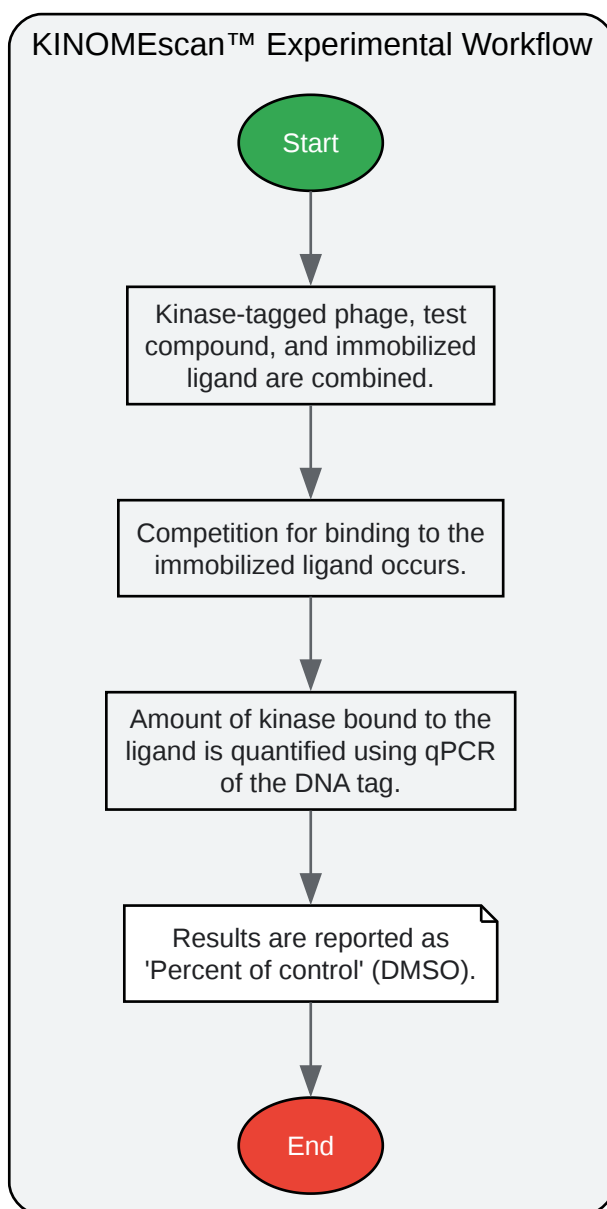 KINOMEscan™ Experimental Workflow
Start
Kinase-tagged phage, test
compound, and immobilized
ligand are combined.
Competition for binding to the
immobilized ligand occurs.
Amount of kinase bound to the
ligand is quantified using qPCR
of the DNA tag.
Results are reported as
'Percent of control' (DMSO).
End